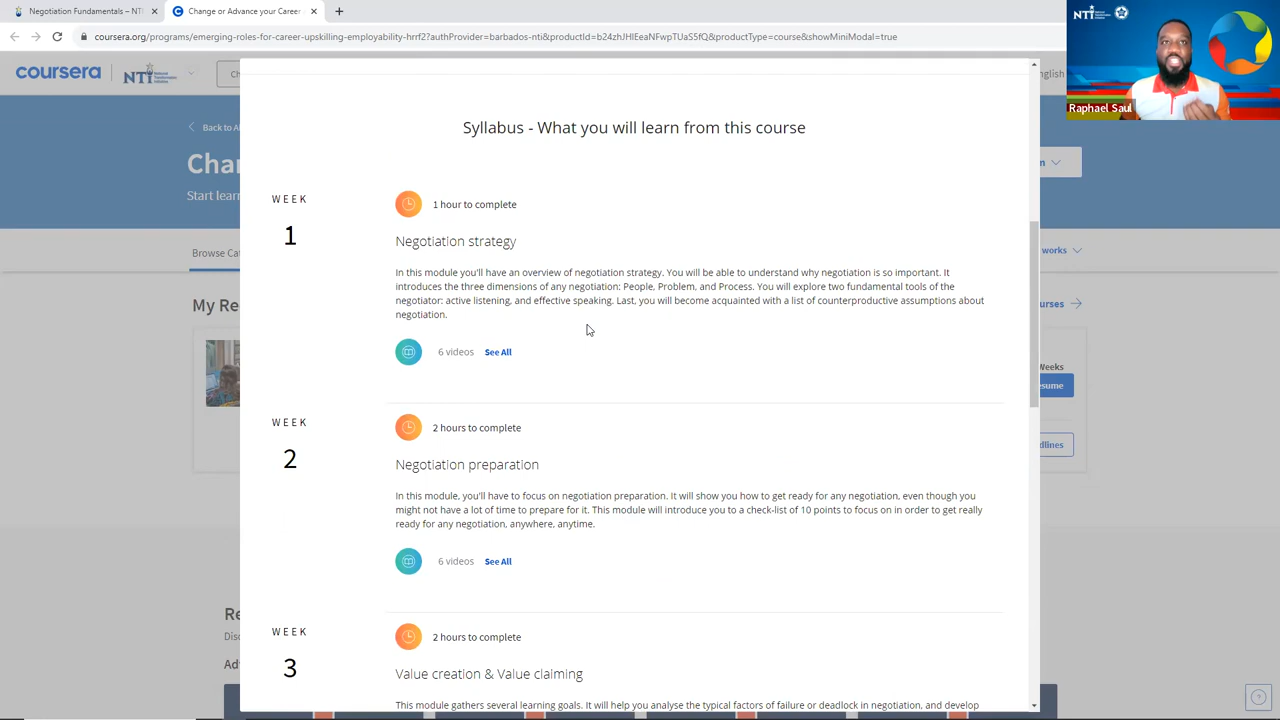 Negotiation Fundamentals – NTI
Change or Advance your Career
coursera.org/programs/emerging-roles-for-career-upskilling-employability-hrrf2?authProvider=barbados-nti&productId=b24zhJHIEeaNFwpTUaS5fQ&productType=course&showMiniModal=true
NTI
Raphael Saul
coursera
NTI
nglish
Back to Al
Char
Start lear
Browse Cat
works
My Re
urses
Weeks
esume
dlines
Syllabus - What you will learn from this course
WEEK
1
1 hour to complete
Negotiation strategy
In this module you'll have an overview of negotiation strategy. You will be able to understand why negotiation is so important. It
introduces the three dimensions of any negotiation: People, Problem, and Process. You will explore two fundamental tools of the
negotiator: active listening, and effective speaking. Last, you will become acquainted with a list of counterproductive assumptions about
negotiation.
6 videos See All
WEEK
2
2 hours to complete
Negotiation preparation
In this module, you'll have to focus on negotiation preparation. It will show you how to get ready for any negotiation, even though you
might not have a lot of time to prepare for it. This module will introduce you to a check-list of 10 points to focus on in order to get really
ready for any negotiation, anywhere, anytime.
6 videos See All
WEEK
3
2 hours to complete
Value creation & Value claiming
This module gathers several learning goals. It will help you analyse the typical factors of failure or deadlock in negotiation, and develop
Re
Disc
Ad